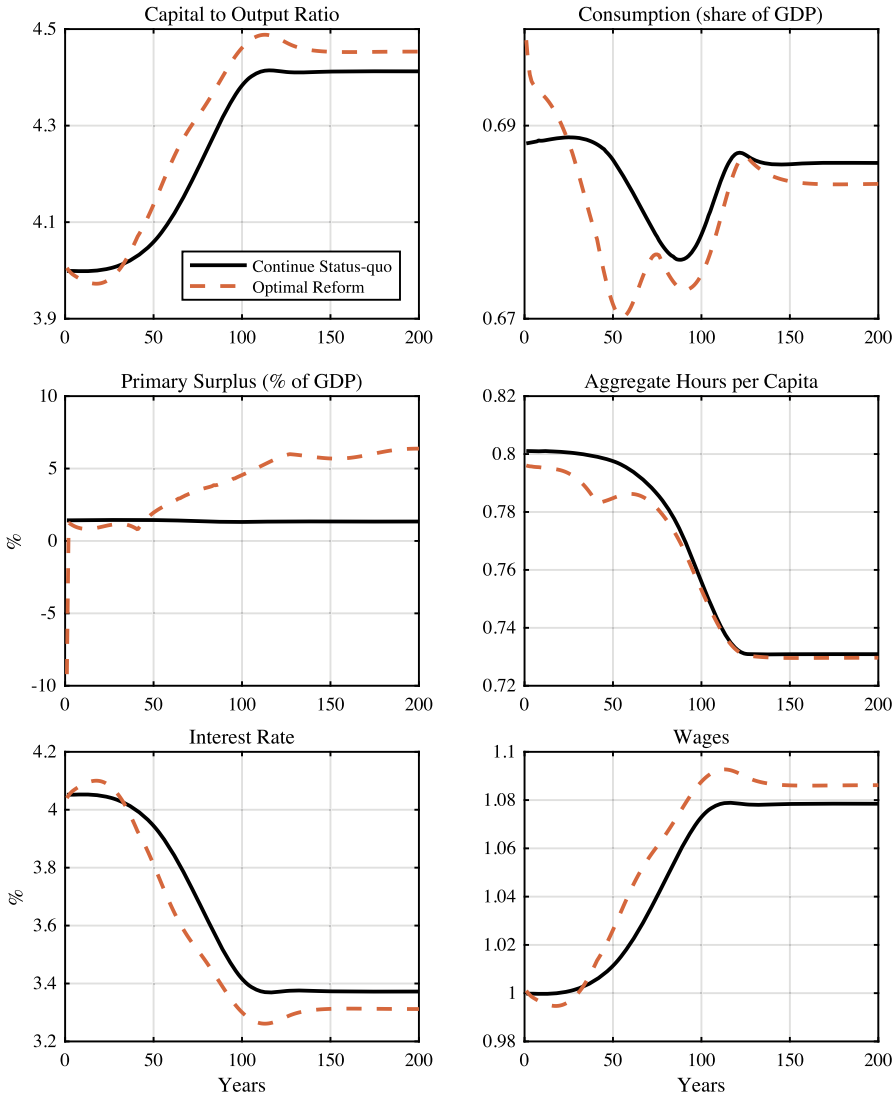 Capital to Output Ratio
4.5
4.3
4.1
3.9
0 50 100 150 200
Continue Status-quo
Optimal Reform
Consumption (share of GDP)
0.69
0.67
0 50 100 150 200
Primary Surplus (% of GDP)
10
5
0
-5
-10
%
0 50 100 150 200
Aggregate Hours per Capita
0.82
0.8
0.78
0.76
0.74
0.72
0 50 100 150 200
Interest Rate
4.2
4
3.8
3.6
3.4
3.2
%
0 50 100 150 200
Years
Wages
1.1
1.08
1.06
1.04
1.02
1
0.98
0 50 100 150 200
Years